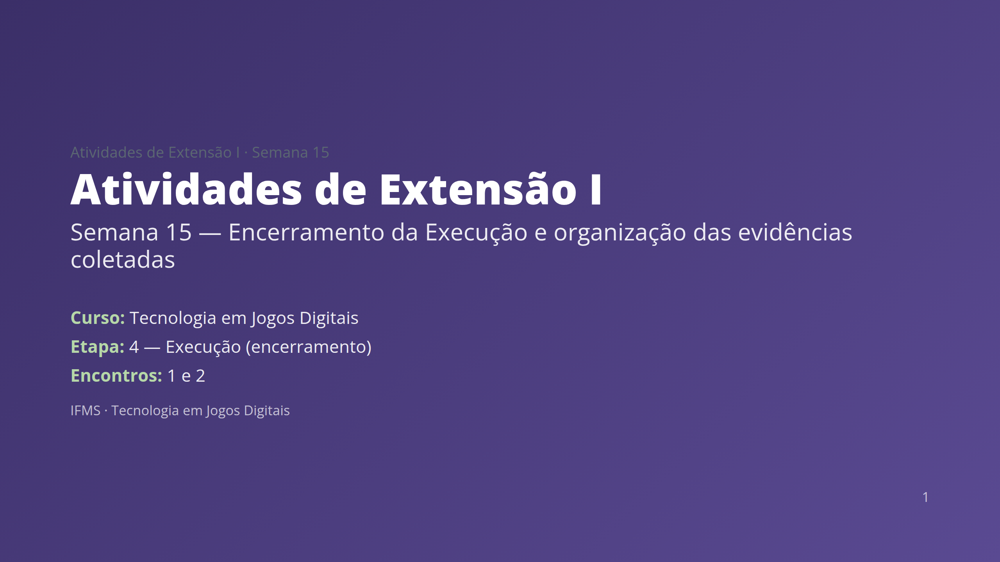 Atividades de Extensão I · Semana 15
Atividades de Extensão I
Semana 15 — Encerramento da Execução e organização das evidências
coletadas
Curso: Tecnologia em Jogos Digitais
Etapa: 4 — Execução (encerramento)
Encontros: 1 e 2
IFMS · Tecnologia em Jogos Digitais
1